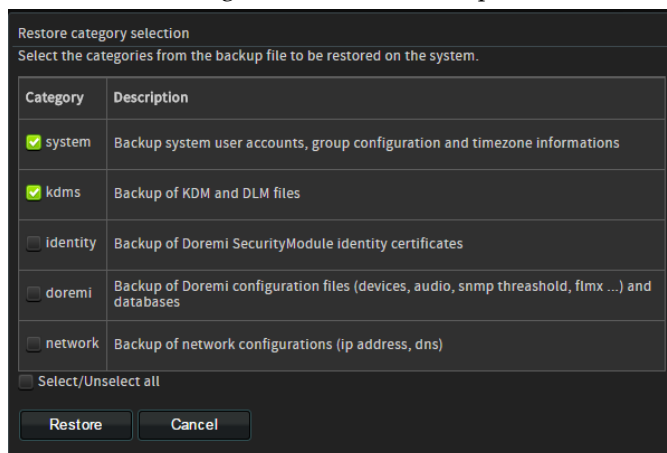 Restore category selection
Select the categories from the backup file to be restored on the system.
Category Description
system Backup system user accounts, group configuration and timezone informations
kdms Backup of KDM and DLM files
identity Backup of Doremi SecurityModule identity certificates
doremi Backup of Doremi configuration files (devices, audio, snmp threashold, flmx ...) and
databases
network Backup of network configurations (ip address, dns)
Select/Unselect all
Restore Cancel